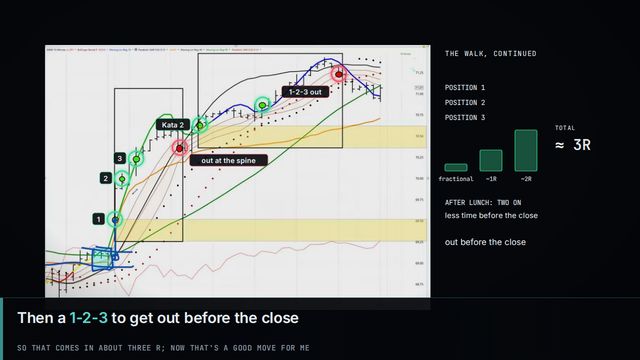 THE WALK, CONTINUED
1-2-3 out
Kata 2
3
out at the spine
2
1
POSITION 1
POSITION 2
POSITION 3
TOTAL
≈ 3R
fractional
~1R
~2R
AFTER LUNCH: TWO ON
less time before the close
out before the close
Then a 1-2-3 to get out before the close
SO THAT COMES IN ABOUT THREE R; NOW THAT'S A GOOD MOVE FOR ME